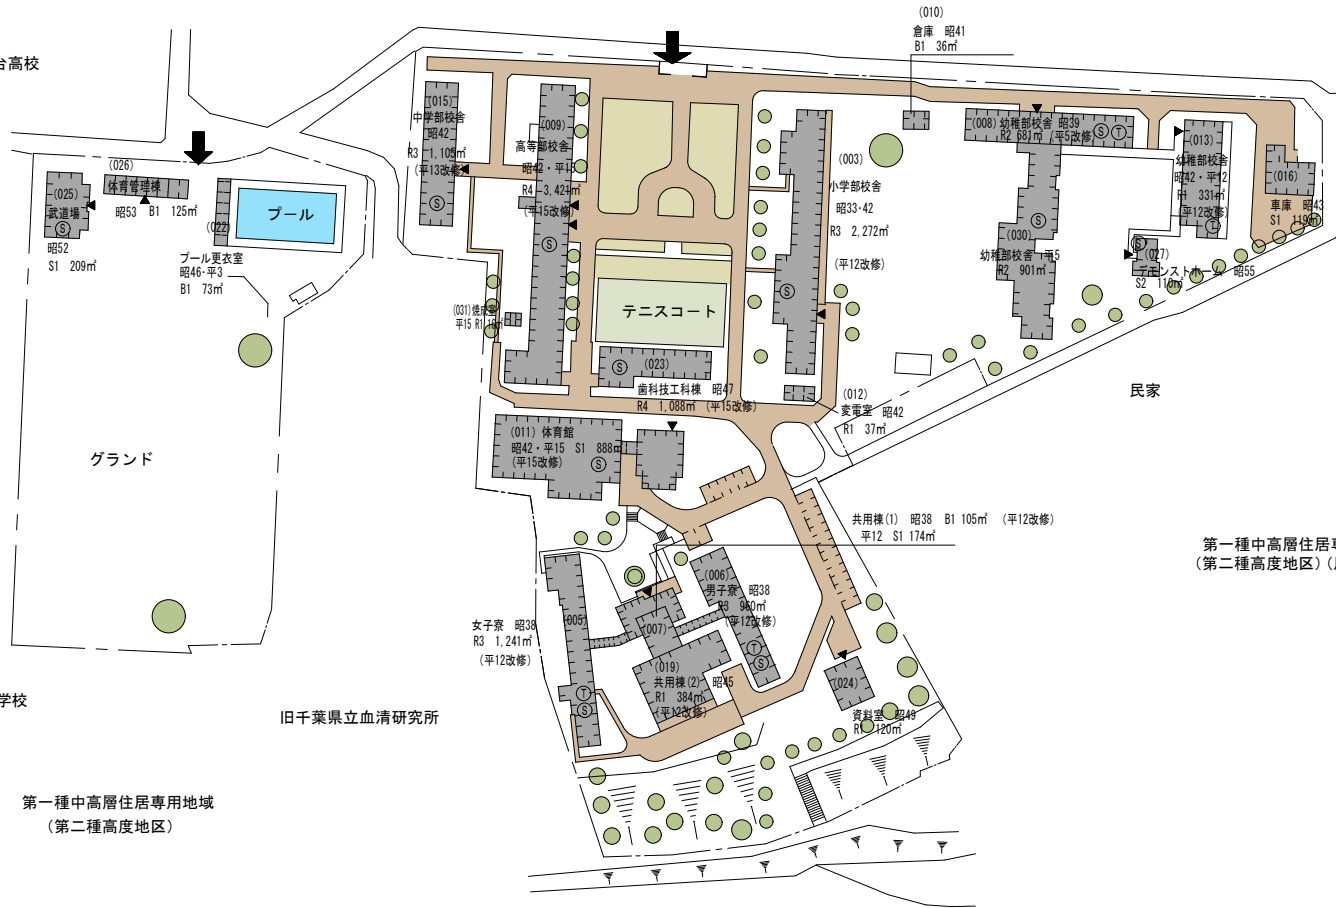 (010)
倉庫　昭41
B1　36㎡
台高校
(015)
中学部校舎
昭42
R3　1,105㎡
(平13改修)
(009)
高等部校舎
昭42・平15
R4　3,421㎡
(平15改修)
(003)
小学部校舎
昭33・42
R3　2,272㎡
(平12改修)
(008) 幼稚部校舎 昭39
R2 681㎡ (平5改修)
(013)
幼稚部校舎
昭42・平12
R1　331㎡
(平12改修)
(016)
車庫　昭43
S1　119㎡
(030)
幼稚部校舎　平5
R2　901㎡
(027)
デモンストホーム　昭55
S2　110㎡
(026)
体育管理棟
昭53　B1　125㎡
(025)
武道場
昭52
S1　209㎡
(022)
プール
プール更衣室
昭46・平3
B1　73㎡
(031)焼成室
平15 R1 18㎡
テニスコート
(023)
歯科技工科棟　昭47
R4　1,088㎡　(平15改修)
(012)
変電室　昭42
R1　37㎡
民家
グランド
(011) 体育館
昭42・平15　S1　888㎡
(平15改修)
共用棟(1)　昭38　B1 105㎡　(平12改修)
平12　S1 174㎡
第一種中高層住居専
(第二種高度地区)
(006)
男子寮　昭38
R3　960㎡
(平12改修)
(005)
女子寮　昭38
R3　1,241㎡
(平12改修)
(007)
(019)
共用棟(2)　昭45
R1　384㎡
(平12改修)
(024)
資料室　昭49
R1　120㎡
学校
旧千葉県立血清研究所
第一種中高層住居専用地域
(第二種高度地区)
S
S
S
S
S
S
T
S
T
S
S
S
T
S
T
S